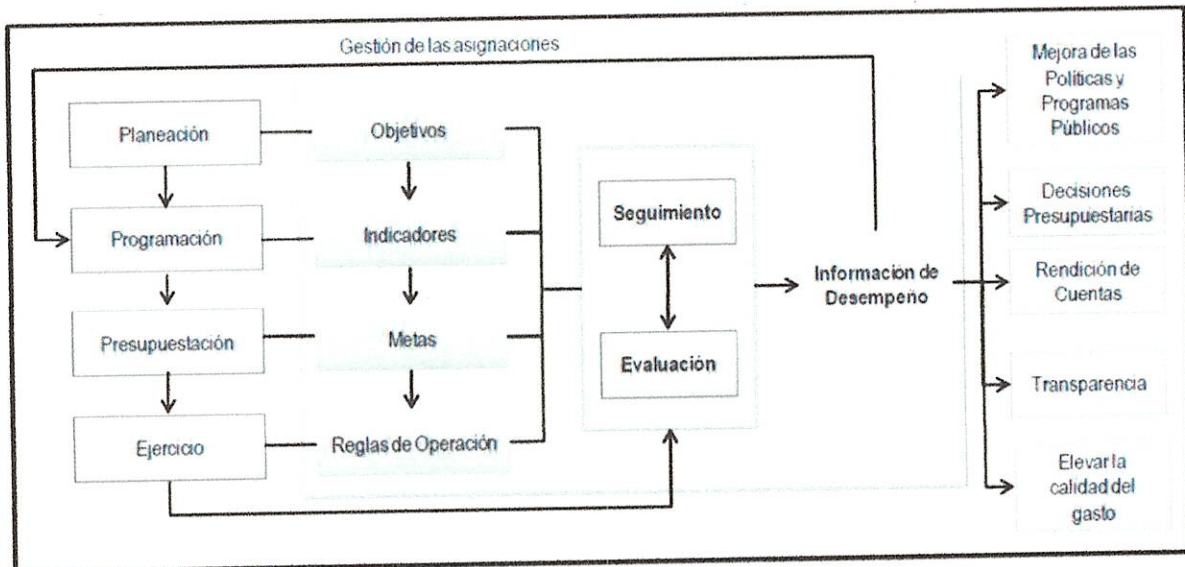 Gestión de las asignaciones
Planeación
Objetivos
Programación
Indicadores
Presupuestación
Metas
Ejercicio
Reglas de Operación
Seguimiento
Evaluación
Información de
Desempeño
Mejora de las
Políticas y
Programas
Públicos
Decisiones
Presupuestarias
Rendición de
Cuentas
Transparencia
Elevar la
calidad del
gasto